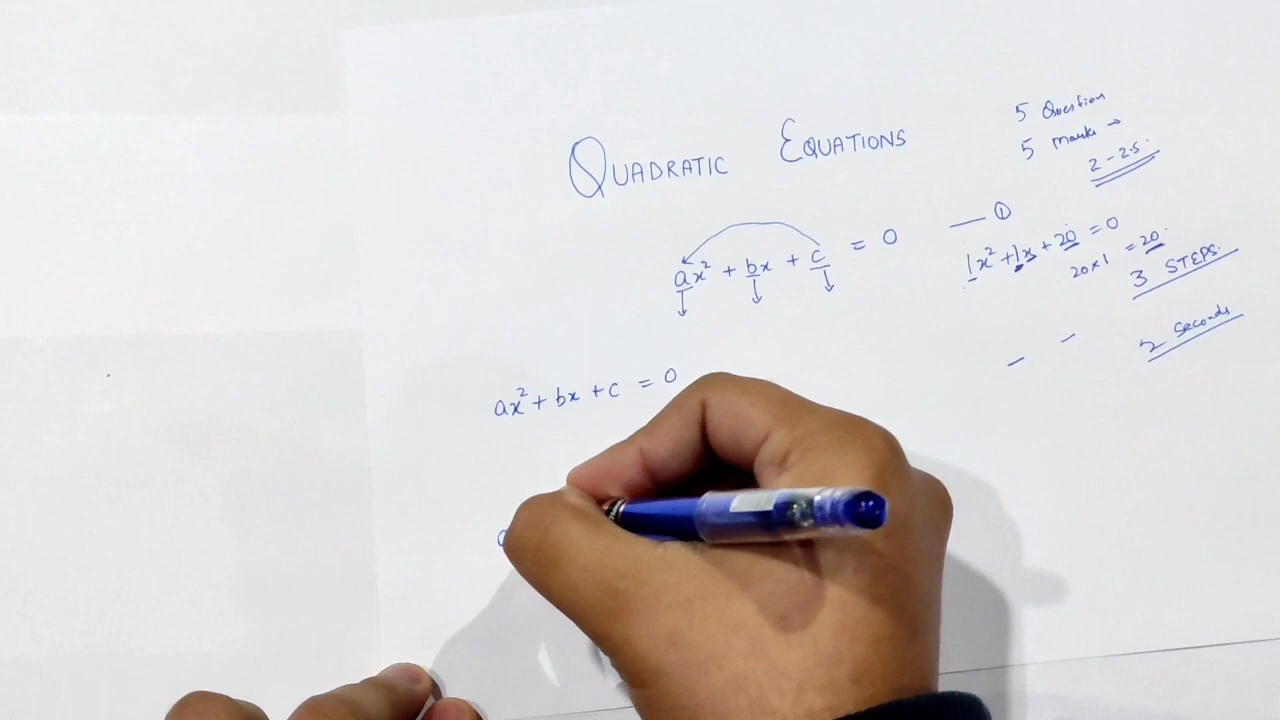 QUADRATIC EQUATIONS
5 Question
5 marks →
2 - 2.5.
ax² + bx + c = 0 — ①
1x² + 1x + 20 = 0
20 x 1 = 20.
3 STEPS.
2 Seconds
ax² + bx + c = 0